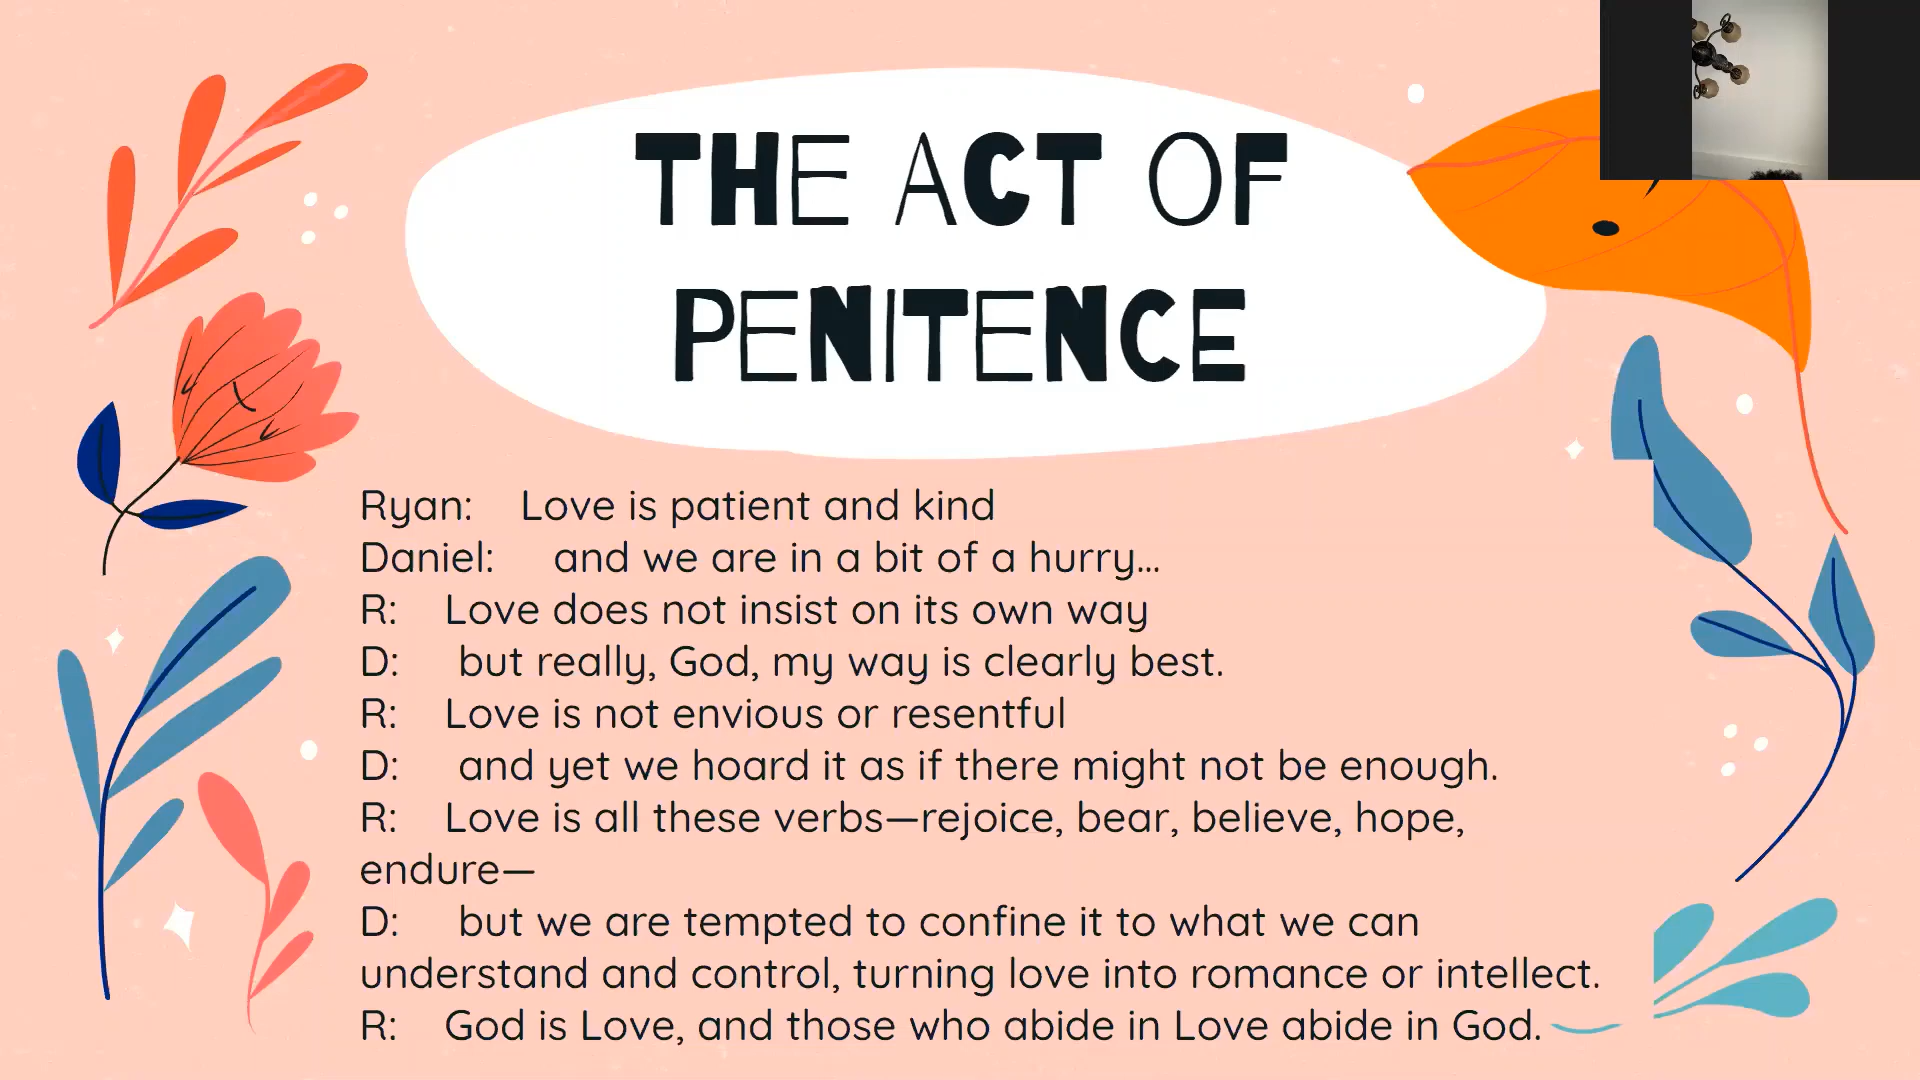 THE ACT OF
PENITENCE
Ryan: Love is patient and kind
Daniel: and we are in a bit of a hurry...
R: Love does not insist on its own way
D: but really, God, my way is clearly best.
R: Love is not envious or resentful
D: and yet we hoard it as if there might not be enough.
R: Love is all these verbs—rejoice, bear, believe, hope,
endure—
D: but we are tempted to confine it to what we can
understand and control, turning love into romance or intellect.
R: God is Love, and those who abide in Love abide in God.